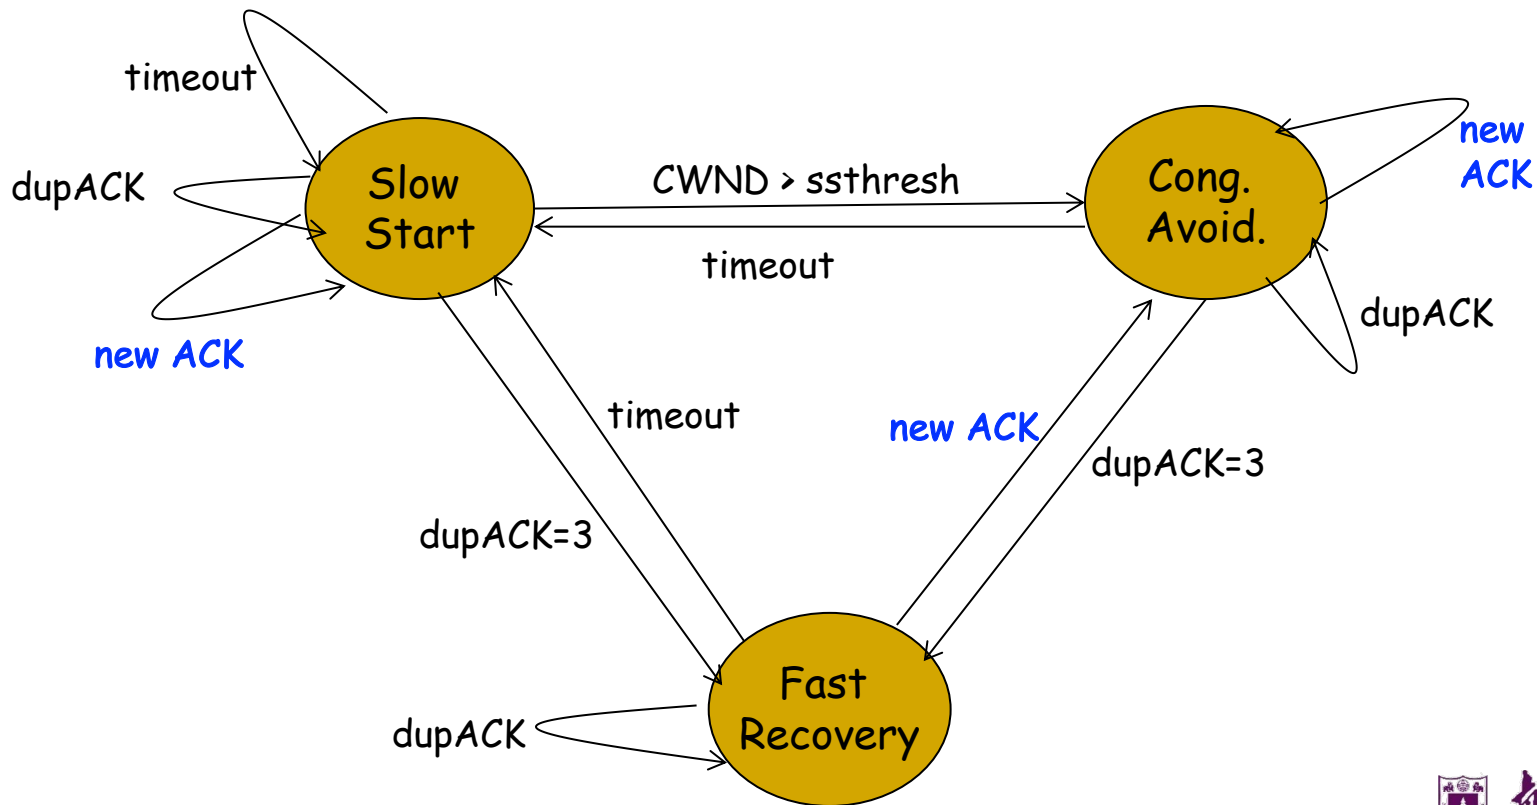 timeout
dupACK
Slow
Start
new ACK
CWND > ssthresh
timeout
Cong.
Avoid.
new
ACK
dupACK
timeout
new ACK
dupACK=3
dupACK=3
Fast
Recovery
dupACK